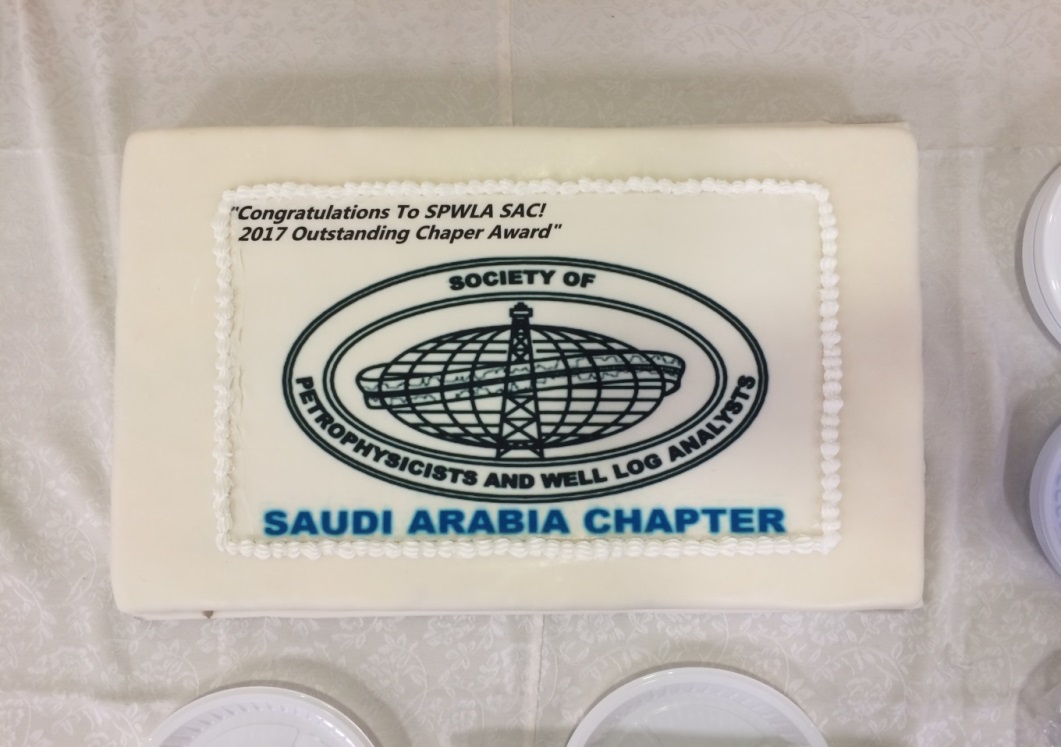 "Congratulations To SPWLA SAC!
2017 Outstanding Chaper Award"
SOCIETY OF
PETROPHYSICISTS AND WELL LOG ANALYSTS
SAUDI ARABIA CHAPTER